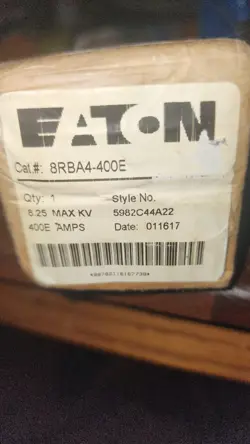 EATON
Cat.#: 8RBA4-400E
Qty: 1 Style No.
8.25 MAX KV 5982C44A22
400E AMPS Date: 011617